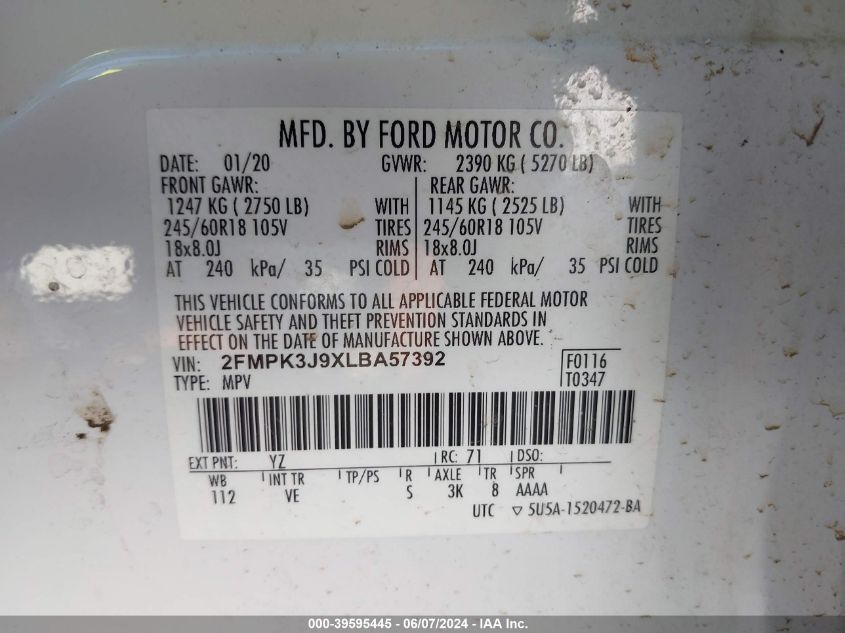 MFD. BY FORD MOTOR CO.
DATE: 01/20 GVWR: 2390 KG ( 5270 LB)
FRONT GAWR: REAR GAWR:
1247 KG ( 2750 LB) WITH 1145 KG ( 2525 LB) WITH
245/60R18 105V TIRES 245/60R18 105V TIRES
18x8.0J RIMS 18x8.0J RIMS
AT 240 kPa/ 35 PSI COLD AT 240 kPa/ 35 PSI COLD
THIS VEHICLE CONFORMS TO ALL APPLICABLE FEDERAL MOTOR
VEHICLE SAFETY AND THEFT PREVENTION STANDARDS IN
EFFECT ON THE DATE OF MANUFACTURE SHOWN ABOVE.
VIN: 2FMPK3J9XLBA57392 F0116
TYPE: MPV T0347
EXT PNT: YZ RC: 71 DSO:
WB INT TR TP/PS R AXLE TR SPR
112 VE S 3K 8 AAAA
UTC ▽ 5U5A-1520472-BA
000-39595445 - 06/07/2024 - IAA Inc.